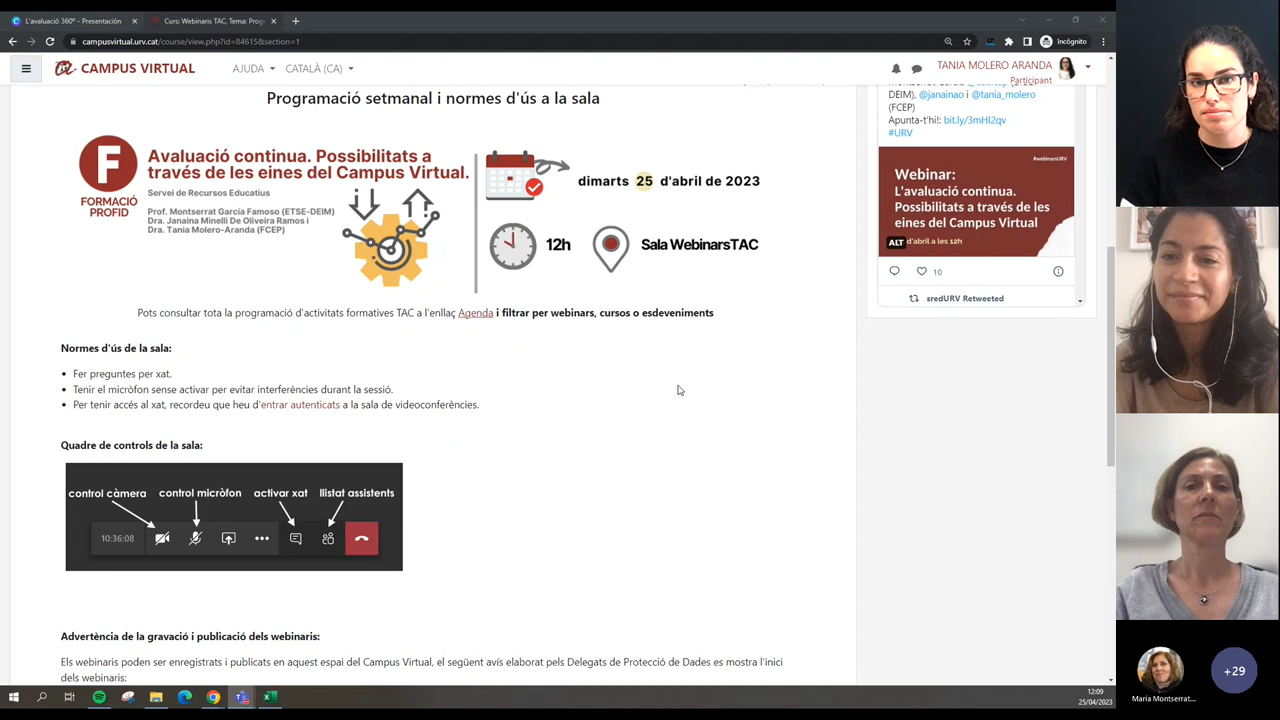 L'avaluació 360º - Presentación
Curs: Webinaris TAC, Tema: Prog
campusvirtual.urv.cat/course/view.php?id=84615&section=1
Incógnito
CAMPUS VIRTUAL
AJUDA
CATALÀ (CA)
TANIA MOLERO ARANDA
Participant
Programació setmanal i normes d'ús a la sala
F
FORMACIÓ
PROFID
Avaluació continua. Possibilitats a
través de les eines del Campus Virtual.
Servei de Recursos Educatius
Prof. Montserrat García Famoso (ETSE-DEIM)
Dra. Janaina Minelli De Oliveira Ramos i
Dra. Tania Molero-Aranda (FCEP)
dimarts 25 d'abril de 2023
12h
Sala WebinarsTAC
Pots consultar tota la programació d'activitats formatives TAC a l'enllaç Agenda i filtrar per webinars, cursos o esdeveniments
Normes d'ús de la sala:
Fer preguntes per xat.
Tenir el micròfon sense activar per evitar interferències durant la sessió.
Per tenir accés al xat, recordeu que heu d'entrar autenticats a la sala de videoconferències.
Quadre de controls de la sala:
control càmera
control micròfon
activar xat
llistat assistents
10:36:08
Advertència de la gravació i publicació dels webinaris:
Els webinaris poden ser enregistrats i publicats en aquest espai del Campus Virtual, el següent avís elaborat pels Delegats de Protecció de Dades es mostra l'inici
dels webinaris:
DEIM), @janainao i @tania_molero
(FCEP)
Apunta-t'hi!: bit.ly/3mHI2qv
#URV
#webinarsURV
Webinar:
L'avaluació continua.
Possibilitats a través de les
eines del Campus Virtual
ALT
d'abril a les 12h
10
sredURV Retweeted
12:09
25/04/2023
María Montserrat...
+29